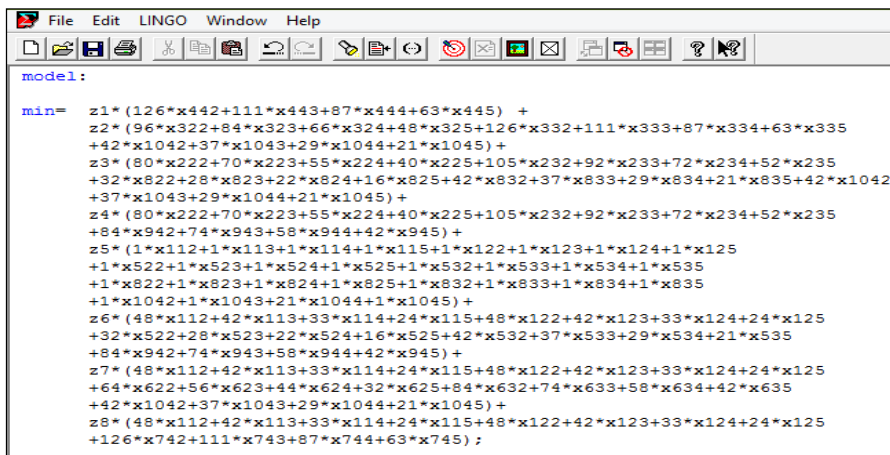 File Edit LINGO Window Help
model:
min= z1*(126*x442+111*x443+87*x444+63*x445) +
z2*(96*x322+84*x323+66*x324+48*x325+126*x332+111*x333+87*x334+63*x335
+42*x1042+37*x1043+29*x1044+21*x1045)+
z3*(80*x222+70*x223+55*x224+40*x225+105*x232+92*x233+72*x234+52*x235
+32*x822+28*x823+22*x824+16*x825+42*x832+37*x833+29*x834+21*x835+42*x1042
+37*x1043+29*x1044+21*x1045)+
z4*(80*x222+70*x223+55*x224+40*x225+105*x232+92*x233+72*x234+52*x235
+84*x942+74*x943+58*x944+42*x945)+
z5*(1*x112+1*x113+1*x114+1*x115+1*x122+1*x123+1*x124+1*x125
+1*x522+1*x523+1*x524+1*x525+1*x532+1*x533+1*x534+1*x535
+1*x822+1*x823+1*x824+1*x825+1*x832+1*x833+1*x834+1*x835
+1*x1042+1*x1043+21*x1044+1*x1045)+
z6*(48*x112+42*x113+33*x114+24*x115+48*x122+42*x123+33*x124+24*x125
+32*x522+28*x523+22*x524+16*x525+42*x532+37*x533+29*x534+21*x535
+84*x942+74*x943+58*x944+42*x945)+
z7*(48*x112+42*x113+33*x114+24*x115+48*x122+42*x123+33*x124+24*x125
+64*x622+56*x623+44*x624+32*x625+84*x632+74*x633+58*x634+42*x635
+42*x1042+37*x1043+29*x1044+21*x1045)+
z8*(48*x112+42*x113+33*x114+24*x115+48*x122+42*x123+33*x124+24*x125
+126*x742+111*x743+87*x744+63*x745);